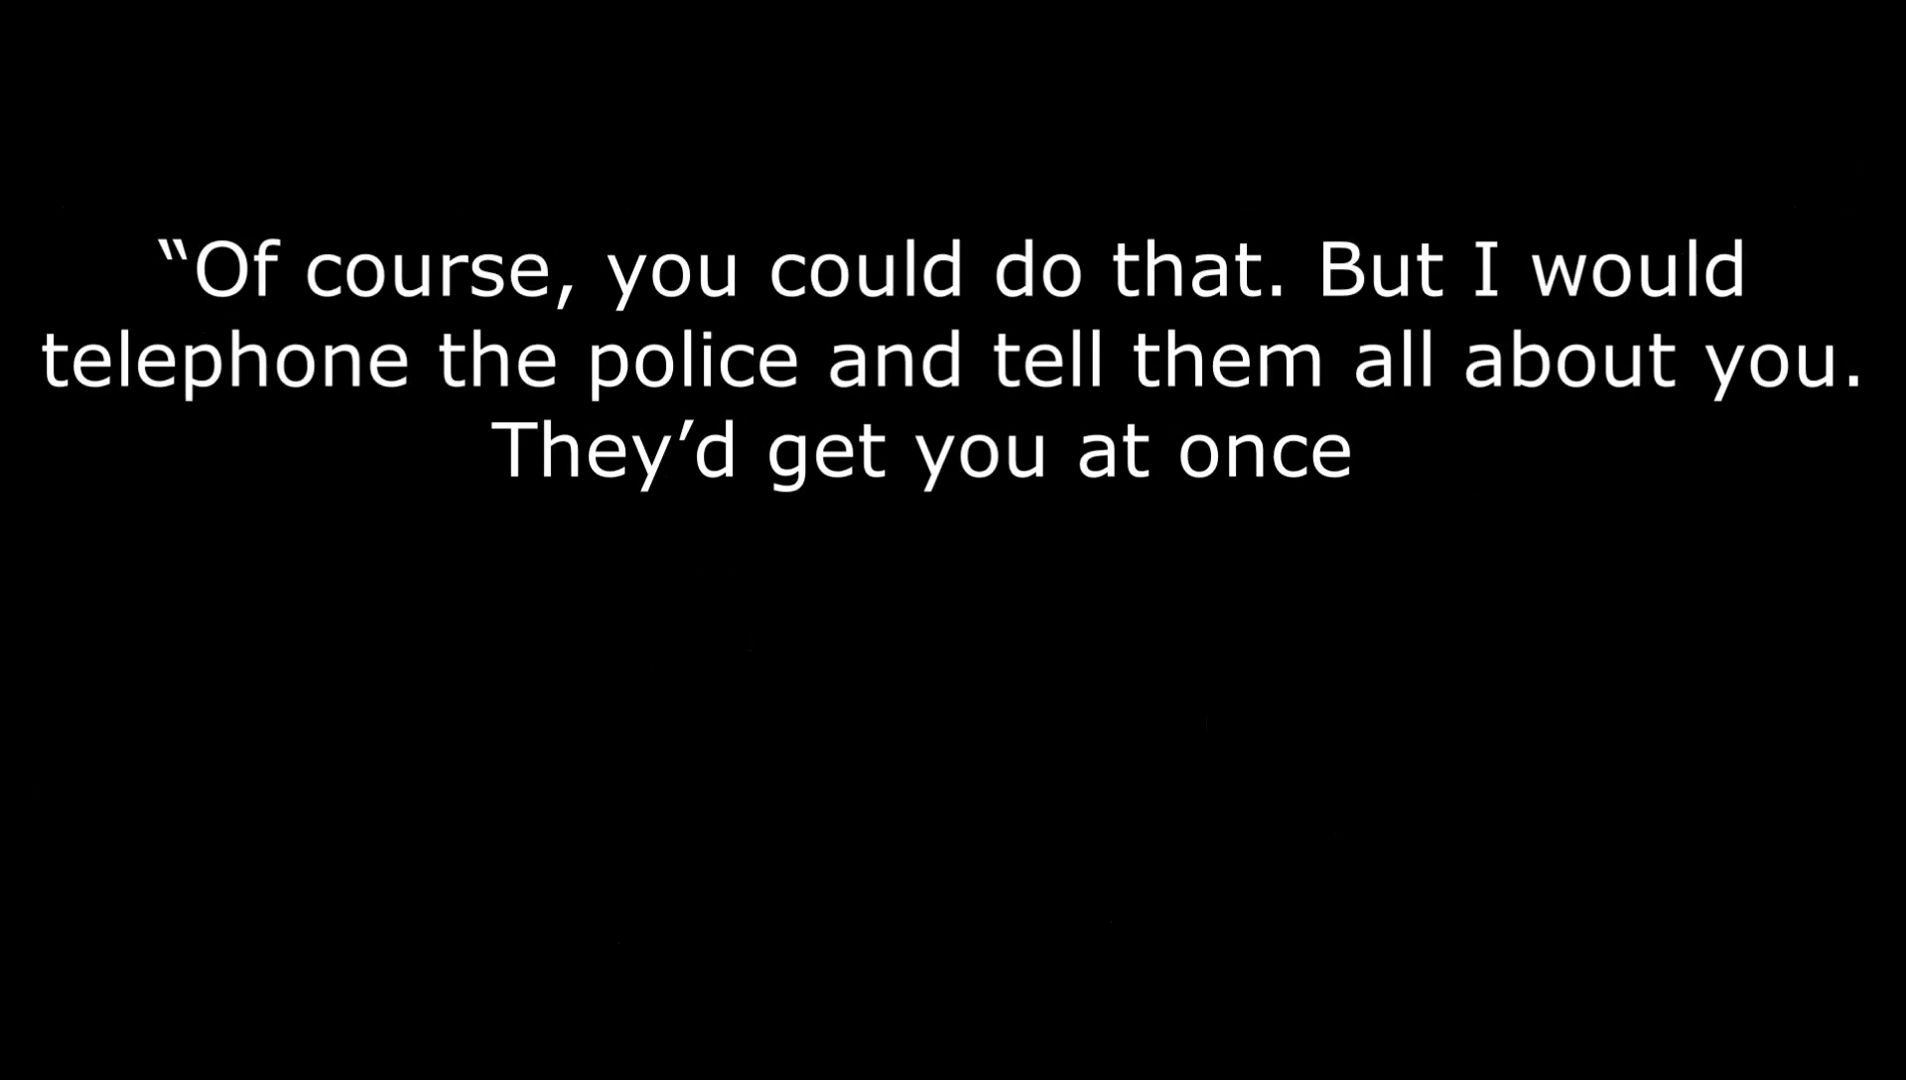 “Of course, you could do that. But I would
telephone the police and tell them all about you.
They’d get you at once